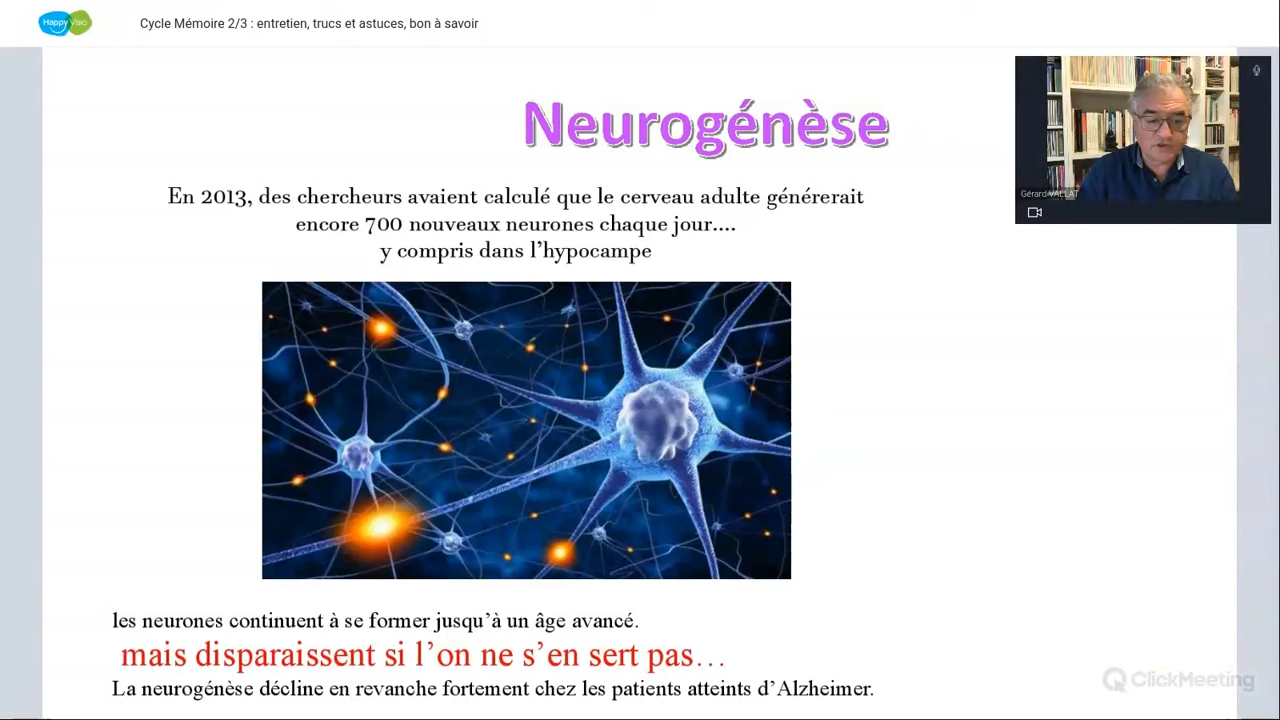 Happy Visio
Cycle Mémoire 2/3 : entretien, trucs et astuces, bon à savoir
Neurogénèse
En 2013, des chercheurs avaient calculé que le cerveau adulte générerait
encore 700 nouveaux neurones chaque jour....
y compris dans l’hypocampe
Gérard VALLAT
les neurones continuent à se former jusqu’à un âge avancé.
mais disparaissent si l’on ne s’en sert pas…
La neurogénèse décline en revanche fortement chez les patients atteints d’Alzheimer.
ClickMeeting